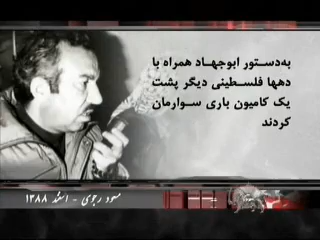 به‌دستور ابوجهاد همراه با
دهها فلسطینی دیگر پشت
یک کامیون باری سوارمان
کردند
مسعود رجوی - اسفند ۱۳۸۸